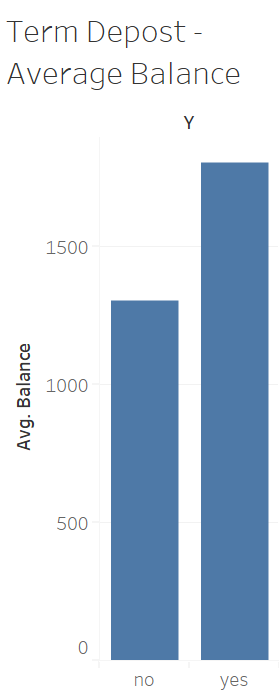 Term Depost -
Average Balance
Y
1500
1000
500
0
Avg. Balance
no
yes